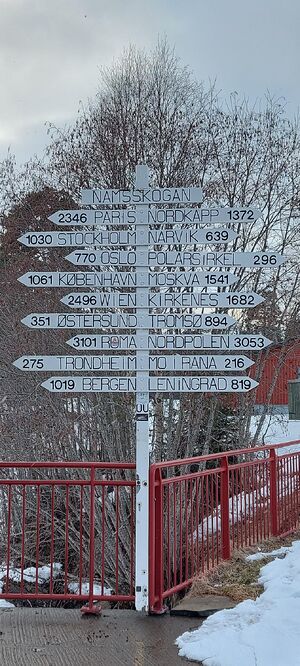 NAMSSKOGAN
2346 PARIS NORDKAPP 1372
1030 STOCKHOLM NARVIK 639
770 OSLO POLARSIRKEL 296
1061 KØBENHAVN MOSKVA 1541
2496 WIEN KIRKENES 1682
351 ØSTERSUND TROMSØ 894
3101 ROMA NORDPOLEN 3053
275 TRONDHEIM MO I RANA 216
1019 BERGEN LENINGRAD 819